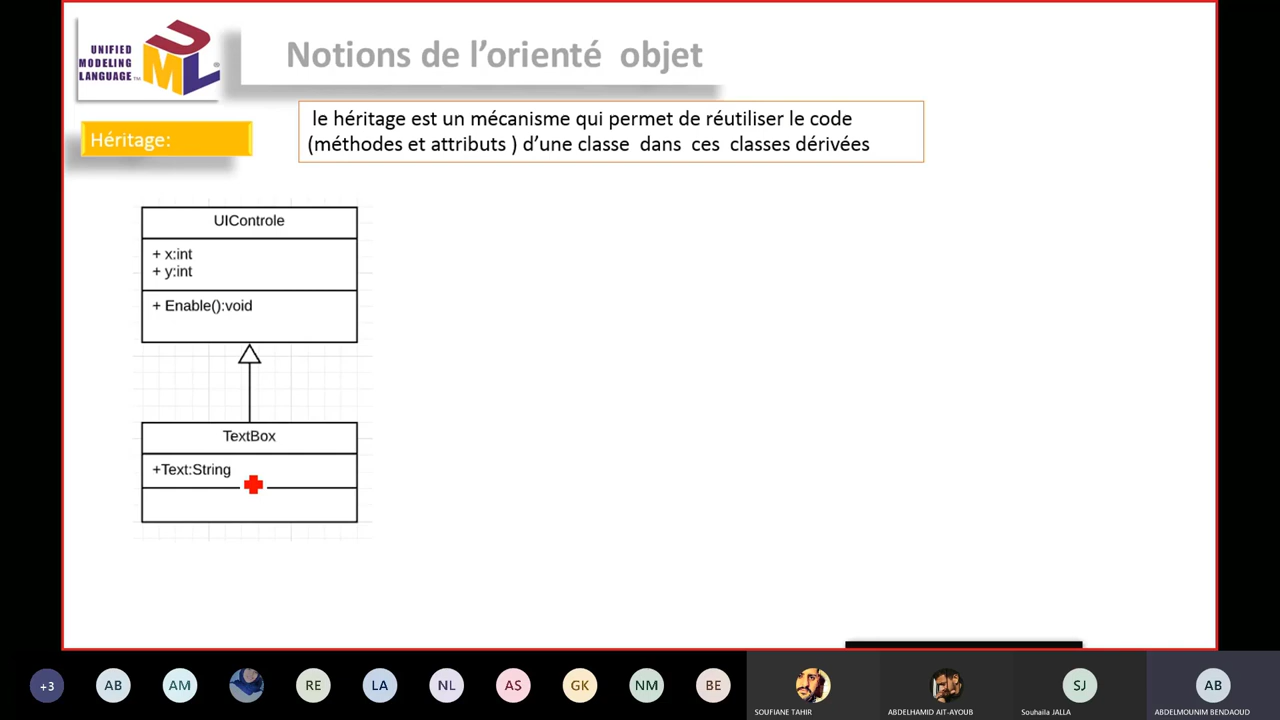 UNIFIED
MODELING
LANGUAGE™
UML®
Notions de l'orienté objet
Héritage:
le héritage est un mécanisme qui permet de réutiliser le code
(méthodes et attributs ) d'une classe dans ces classes dérivées
UIControle
+ x:int
+ y:int
+ Enable():void
TextBox
+Text:String
+3
AB
AM
RE
LA
NL
AS
GK
NM
BE
SJ
AB
SOUFIANE TAHIR
ABDELHAMID AIT-AYOUB
Souhaila JALLA
ABDELMOUNIM BENDAOUD